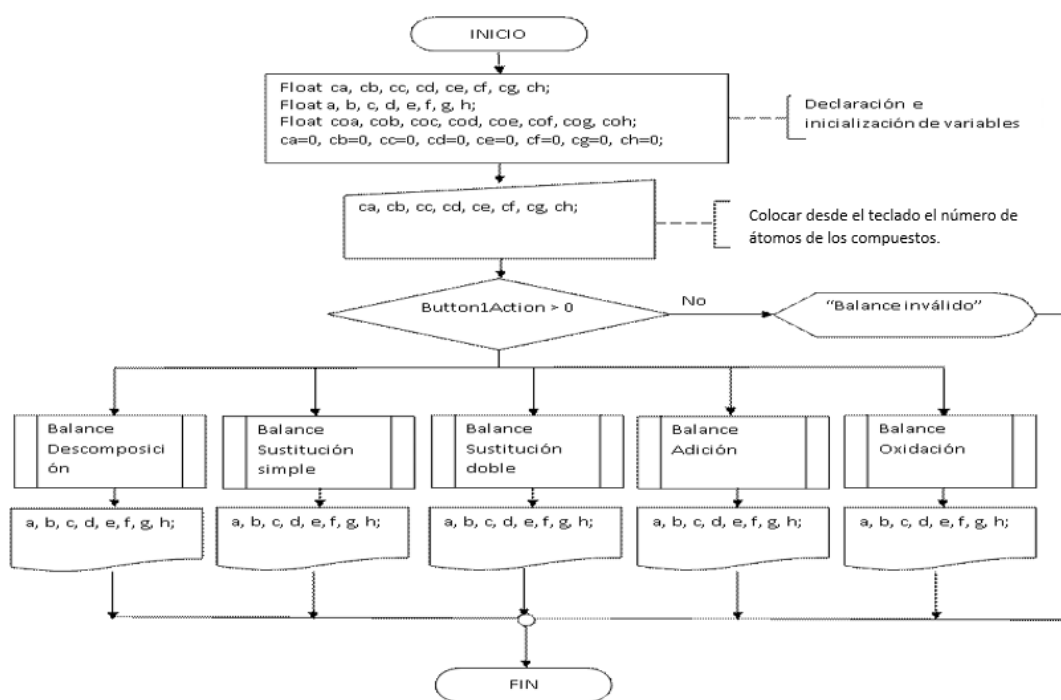 INICIO
Float ca, cb, cc, cd, ce, cf, cg, ch;
Float a, b, c, d, e, f, g, h;
Float coa, cob, coc, cod, coe, cof, cog, coh;
ca=0, cb=0, cc=0, cd=0, ce=0, cf=0, cg=0, ch=0;
Declaración e
inicialización de variables
ca, cb, cc, cd, ce, cf, cg, ch;
Colocar desde el teclado el número de
átomos de los compuestos.
Button1Action > 0
No
“Balance inválido”
Balance
Descomposici
ón
Balance
Sustitución
simple
Balance
Sustitución
doble
Balance
Adición
Balance
Oxidación
a, b, c, d, e, f, g, h;
a, b, c, d, e, f, g, h;
a, b, c, d, e, f, g, h;
a, b, c, d, e, f, g, h;
a, b, c, d, e, f, g, h;
FIN